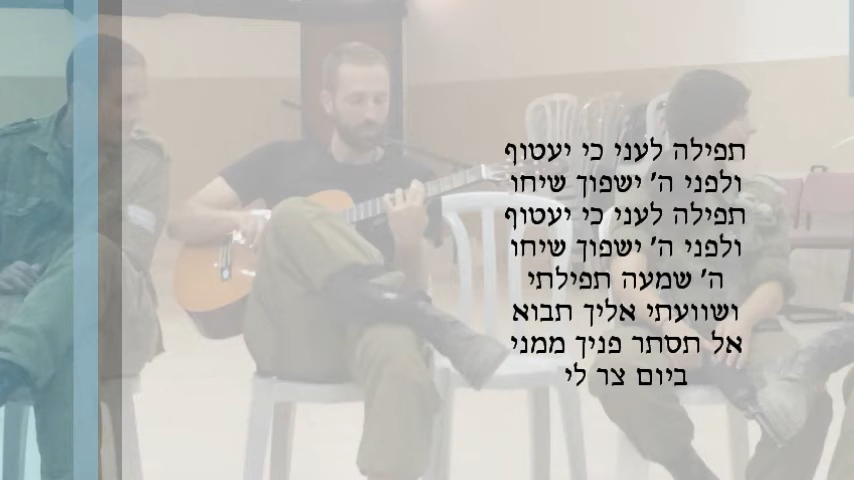 תפילה לעני כי יעטוף
ולפני ה' ישפוך שיחו
תפילה לעני כי יעטוף
ולפני ה' ישפוך שיחו
ה' שמעה תפילתי
ושוועתי אליך תבוא
אל תסתר פניך ממני
ביום צר לי